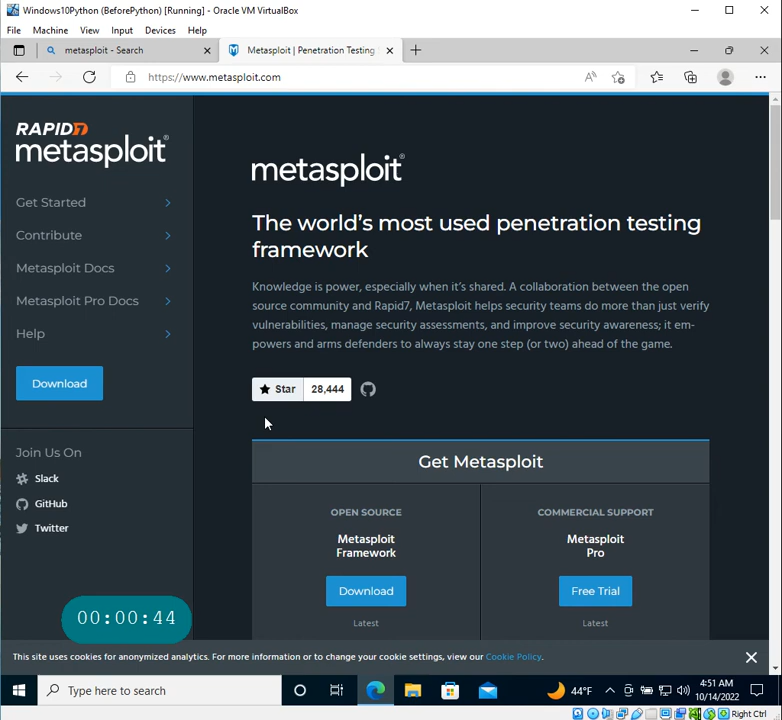 Windows10Python (BeforePython) [Running] - Oracle VM VirtualBox
File Machine View Input Devices Help
metasploit - Search
Metasploit | Penetration Testing
https://www.metasploit.com
RAPID7
metasploit®
Get Started
Contribute
Metasploit Docs
Metasploit Pro Docs
Help
Download
Join Us On
Slack
GitHub
Twitter
00:00:44
metasploit®
The world's most used penetration testing
framework
Knowledge is power, especially when it's shared. A collaboration between the open
source community and Rapid7, Metasploit helps security teams do more than just verify
vulnerabilities, manage security assessments, and improve security awareness; it em-
powers and arms defenders to always stay one step (or two) ahead of the game.
Star 28,444
Get Metasploit
OPEN SOURCE
Metasploit
Framework
Download
Latest
COMMERCIAL SUPPORT
Metasploit
Pro
Free Trial
Latest
This site uses cookies for anonymized analytics. For more information or to change your cookie settings, view our Cookie Policy.
Type here to search
44°F
4:51 AM
10/14/2022
Right Ctrl